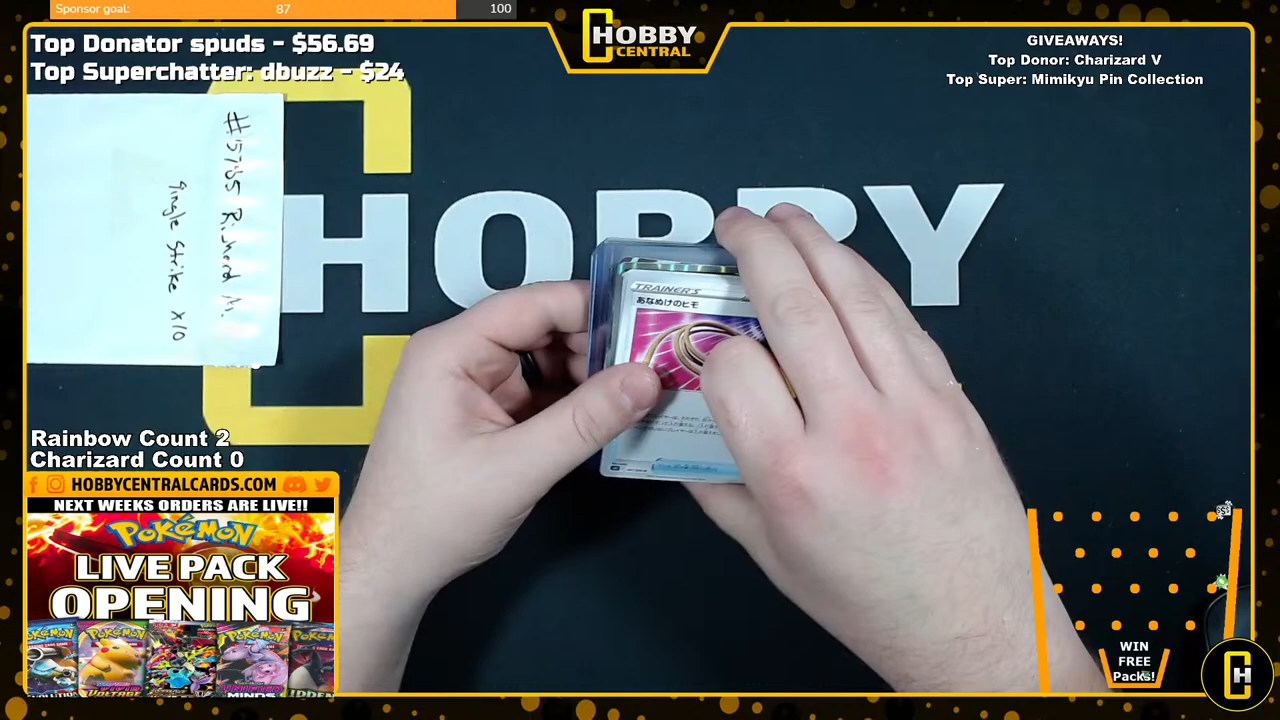 Sponsor goal: 87 100
Top Donator spuds - $56.69
Top Superchatter: dbuzz - $24
HOBBY
CENTRAL
GIVEAWAYS!
Top Donor: Charizard V
Top Super: Mimikyu Pin Collection
#5785 Richard
Single Strike x10
HOBBY
TRAINER'S
あなぬけのヒモ
Rainbow Count 2
Charizard Count 0
HOBBYCENTRALCARDS.COM
NEXT WEEKS ORDERS ARE LIVE!!
POKéMON
LIVE PACK
OPENING
WIN
FREE
Packs!
CH